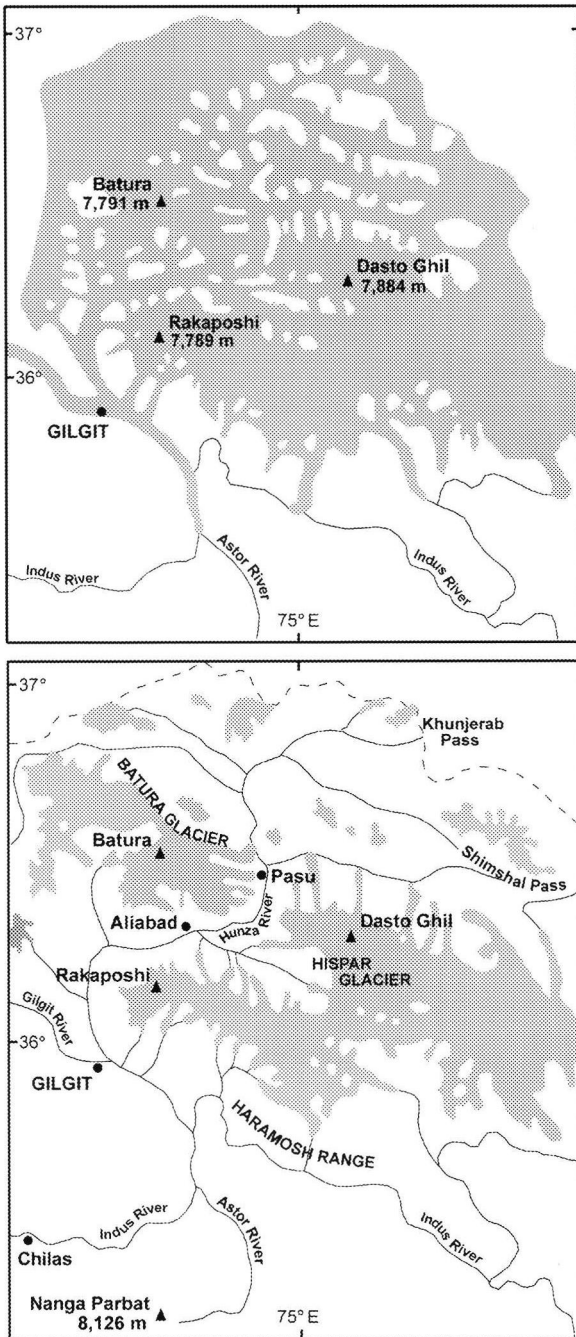 37°
Batura
7,791 m
Dasto Ghil
7,884 m
Rakaposhi
7,789 m
36°
GILGIT
Indus River
Astor River
Indus River
75° E
37°
Khunjerab
Pass
BATURA GLACIER
Batura
Pasu
Shimshal Pass
Aliabad
Hunza River
Dasto Ghil
HISPAR
GLACIER
Rakaposhi
Gilgit River
36°
GILGIT
HARAMOSH RANGE
Indus River
Astor River
Indus River
Chilas
Nanga Parbat
8,126 m
75° E